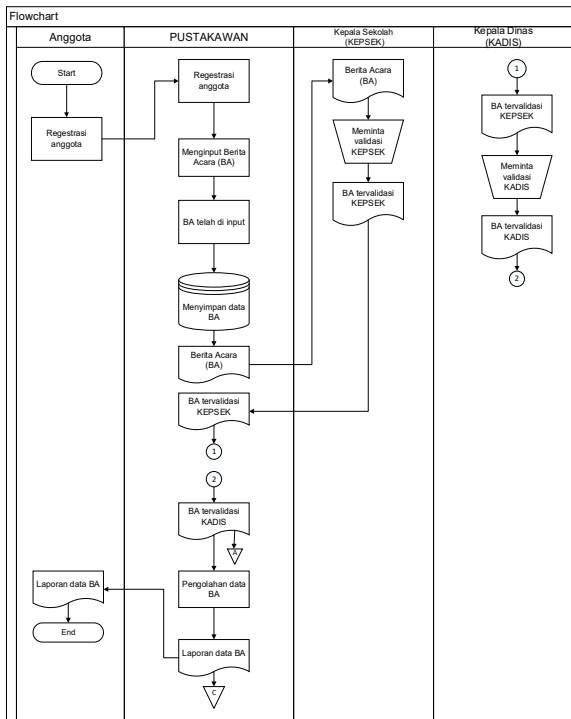 Flowchart
Anggota
PUSTAKAWAN
Kepala Sekolah
(KEPSEK)
Kepala Dinas
(KADIS)
Start
Regestrasi
anggota
Regestrasi
anggota
Menginput Berita
Acara (BA)
BA telah di input
Menyimpan data
BA
Berita Acara
(BA)
Berita Acara
(BA)
Meminta
validasi
KEPSEK
BA tervalidasi
KEPSEK
BA tervalidasi
KEPSEK
1
1
BA tervalidasi
KEPSEK
Meminta
validasi
KADIS
BA tervalidasi
KADIS
2
2
BA tervalidasi
KADIS
A
Pengolahan data
BA
Laporan data BA
C
Laporan data BA
End